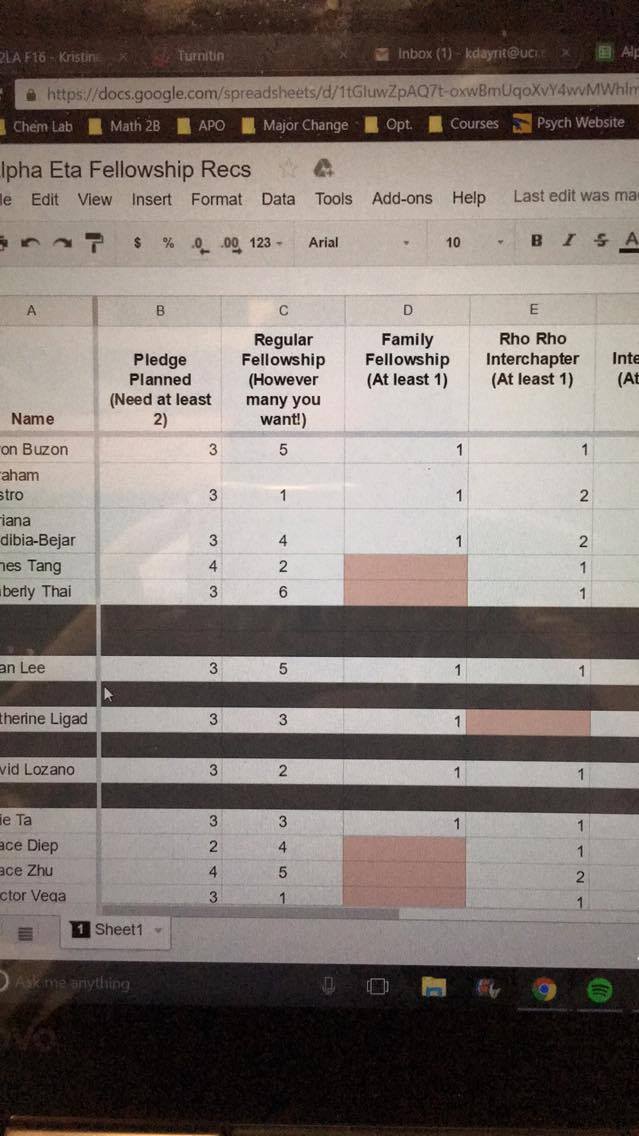 2LA F16 - Kristine Turnitin Inbox (1) - kdayrit@uci.e Alp
https://docs.google.com/spreadsheets/d/1tGluwZpAQ7t-oxwBmUqoXvY4wvMWhIm
Chem Lab Math 2B APO Major Change Opt. Courses Psych Website
lpha Eta Fellowship Recs
le Edit View Insert Format Data Tools Add-ons Help Last edit was ma
$ % .0 .00 123 Arial 10 B I S A
A B C D E
Name Pledge Planned (Need at least 2) Regular Fellowship (However many you want!) Family Fellowship (At least 1) Rho Rho Interchapter (At least 1) Inte (At
on Buzon 3 5 1 1
raham
stro 3 1 1 2
riana
dibia-Bejar 3 4 1 2
nes Tang 4 2 1
berly Thai 3 6 1
an Lee 3 5 1 1
therine Ligad 3 3 1
vid Lozano 3 2 1 1
ie Ta 3 3 1 1
ace Diep 2 4 1
ace Zhu 4 5 2
ctor Vega 3 1 1
1 Sheet1
Ask me anything